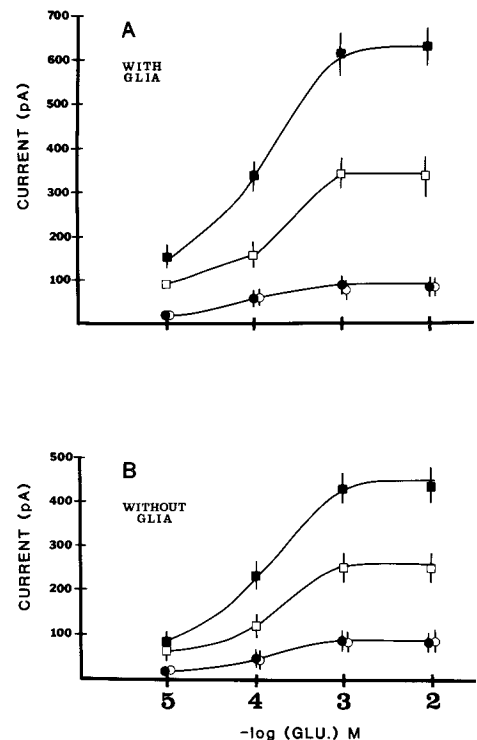 700
A
WITH
GLIA
600
500
400
300
200
100
CURRENT (pA)
500
B
WITHOUT
GLIA
400
300
200
100
CURRENT (pA)
5 4 3 2
-log (GLU.) M